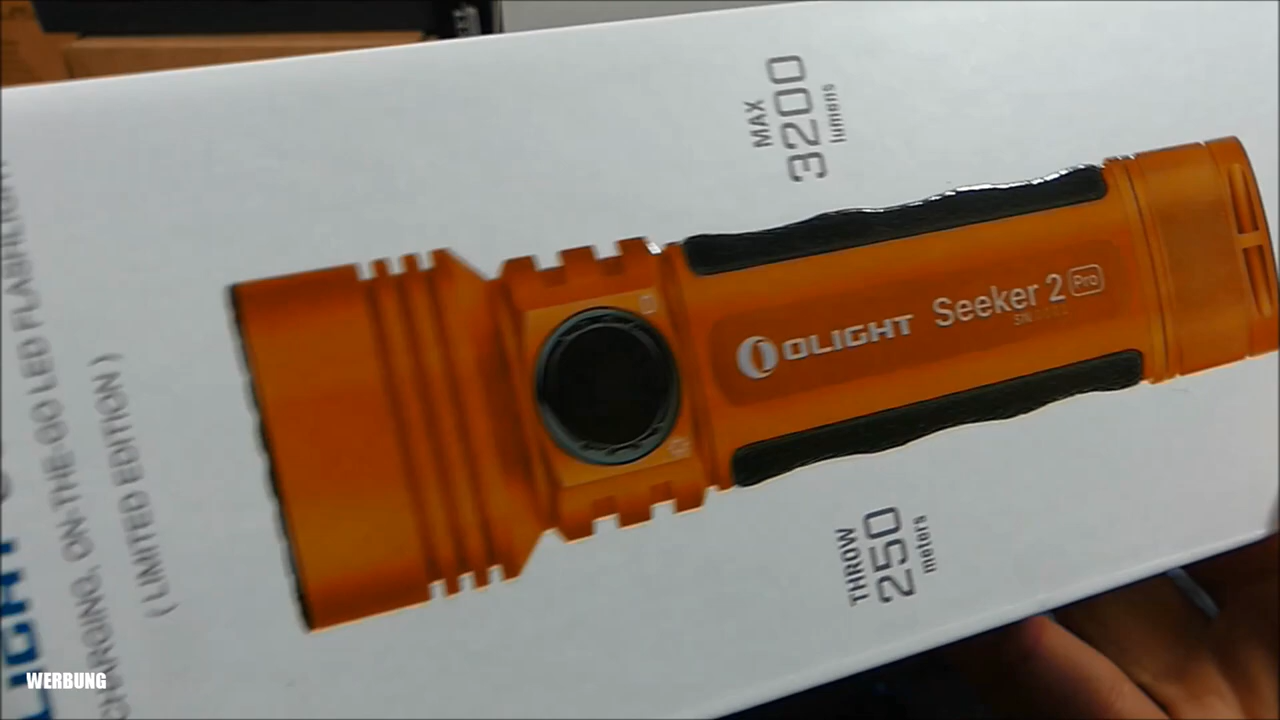 MAX
3200
lumens
OLIGHT Seeker 2 Pro
SN
THROW
250
meters
CHARGING, ON-THE-GO LED FLASHLIGHT
( LIMITED EDITION )
WERBUNG